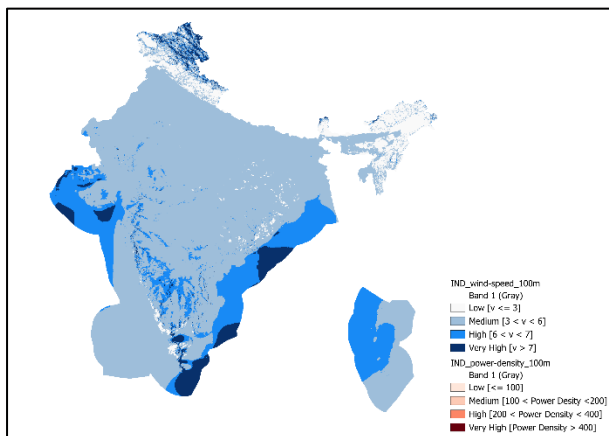 IND_wind-speed_100m
Band 1 (Gray)
Low [v <= 3]
Medium [3 < v < 6]
High [6 < v < 7]
Very High [v > 7]
IND_power-density_100m
Band 1 (Gray)
Low [<= 100]
Medium [100 < Power Desity <200]
High [200 < Power Density < 400]
Very High [Power Density > 400]